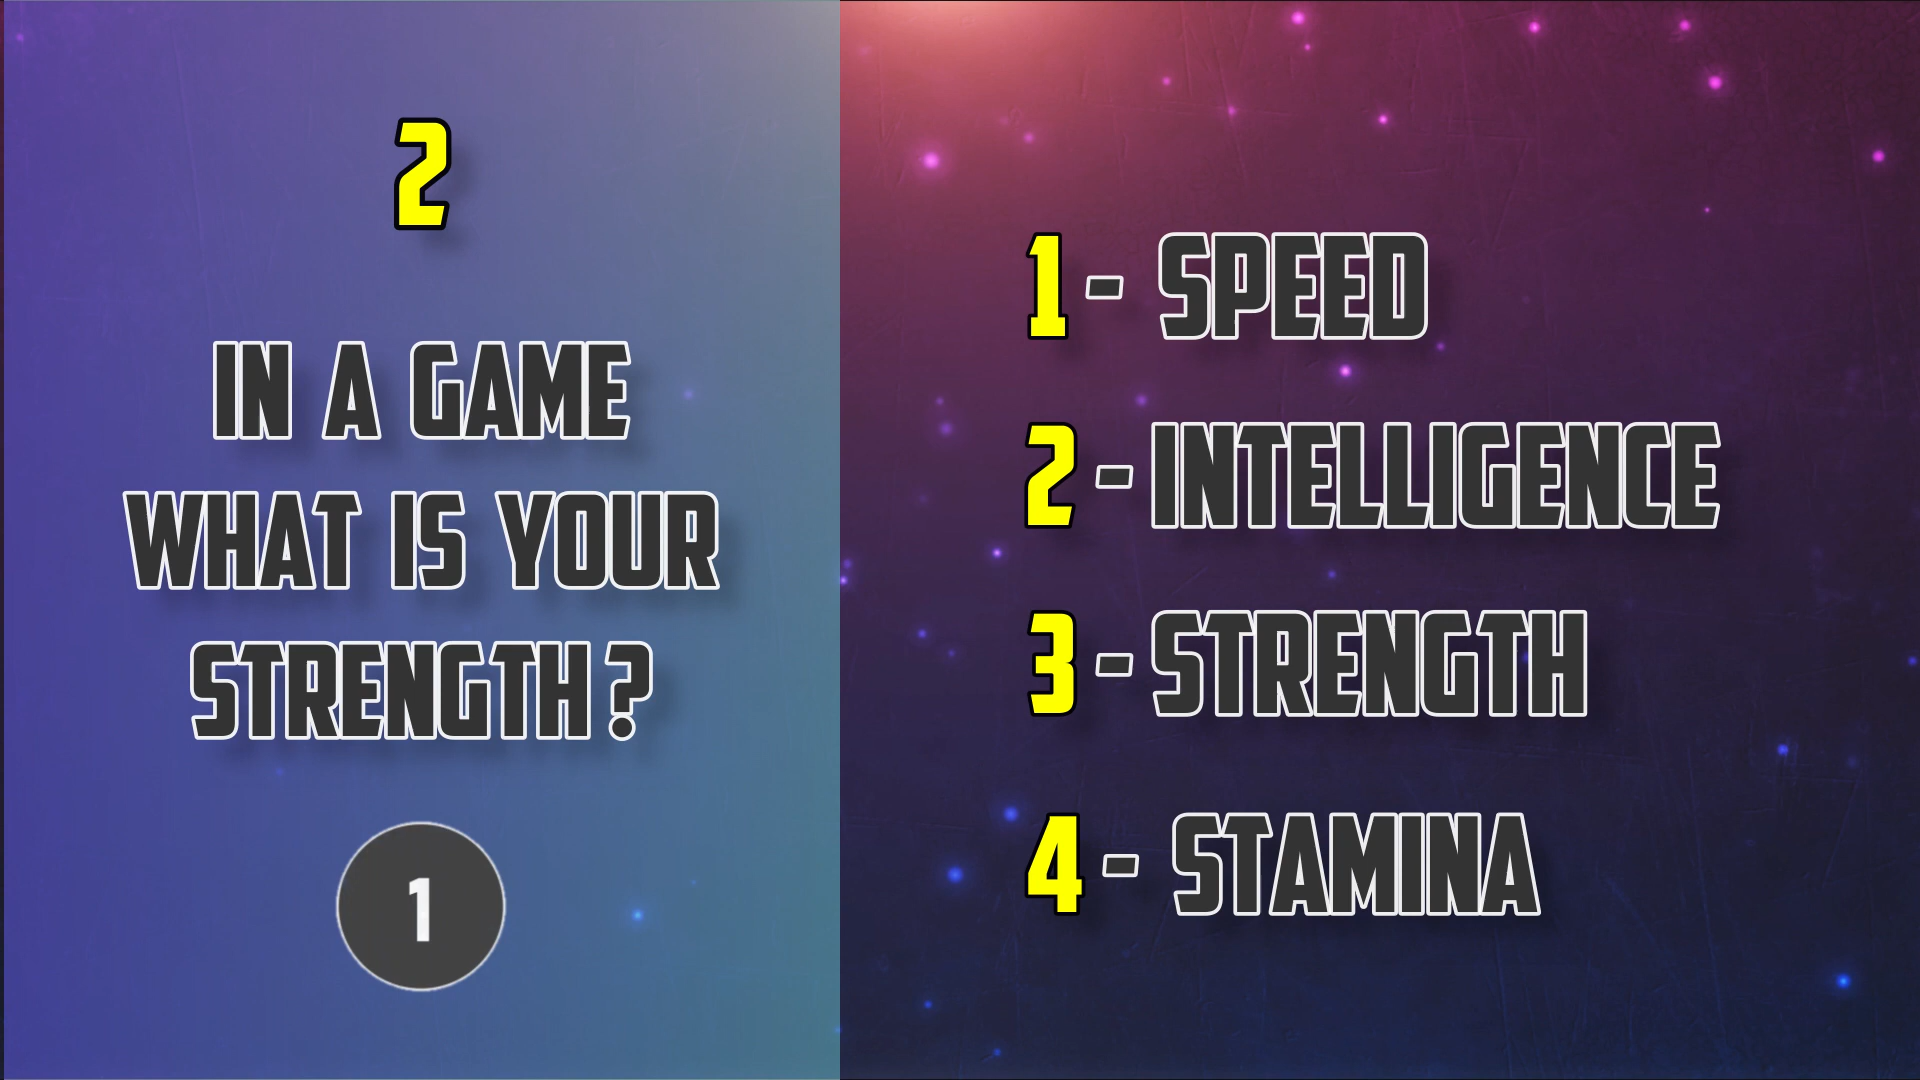 2
IN A GAME
WHAT IS YOUR
STRENGTH?
1
1 - SPEED
2 - INTELLIGENCE
3 - STRENGTH
4 - STAMINA